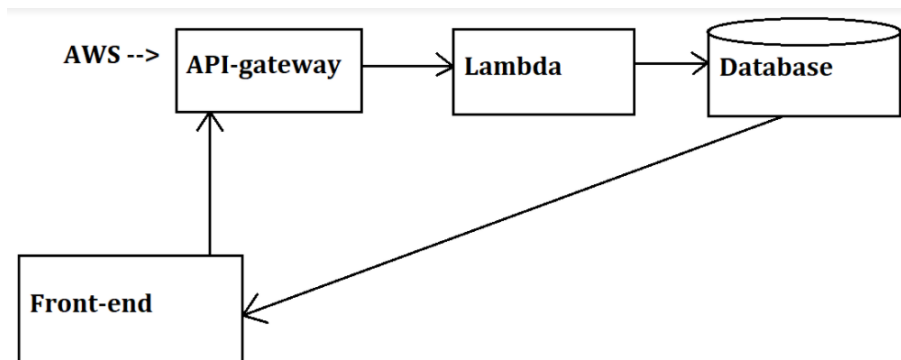 AWS -->
API-gateway
Lambda
Database
Front-end